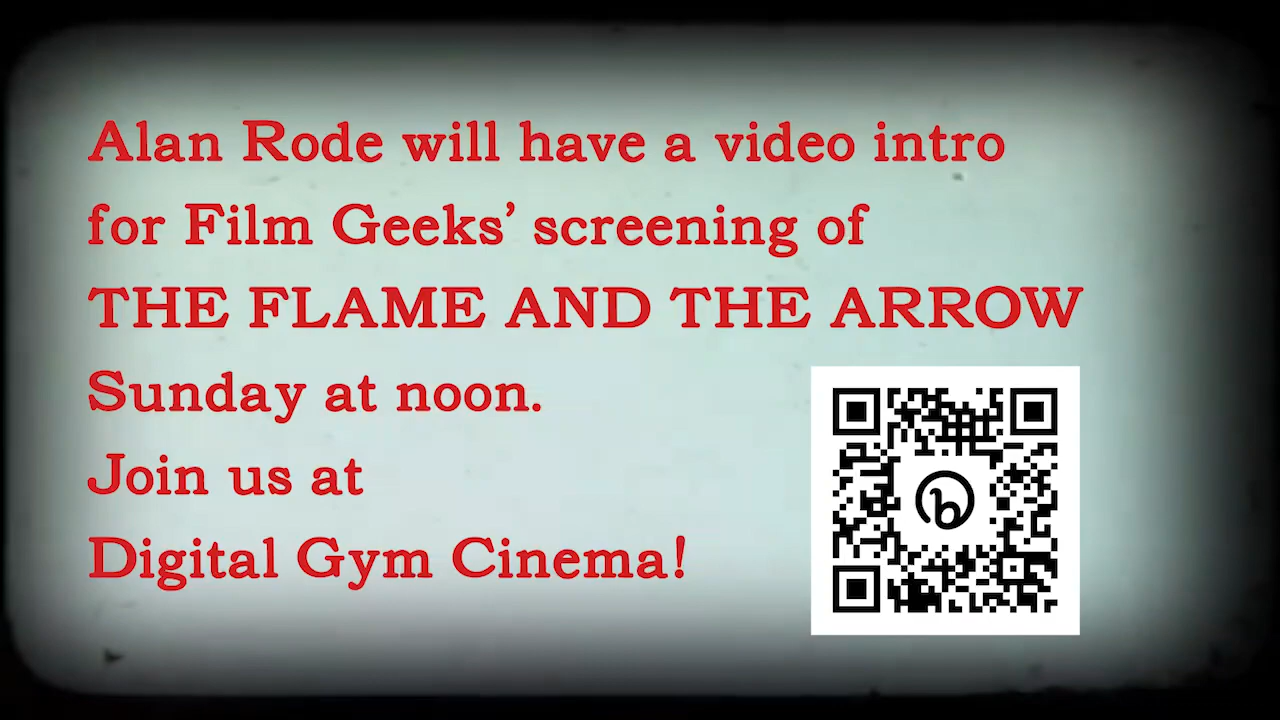 Alan Rode will have a video intro
for Film Geeks’ screening of
THE FLAME AND THE ARROW
Sunday at noon.
Join us at
Digital Gym Cinema!
b